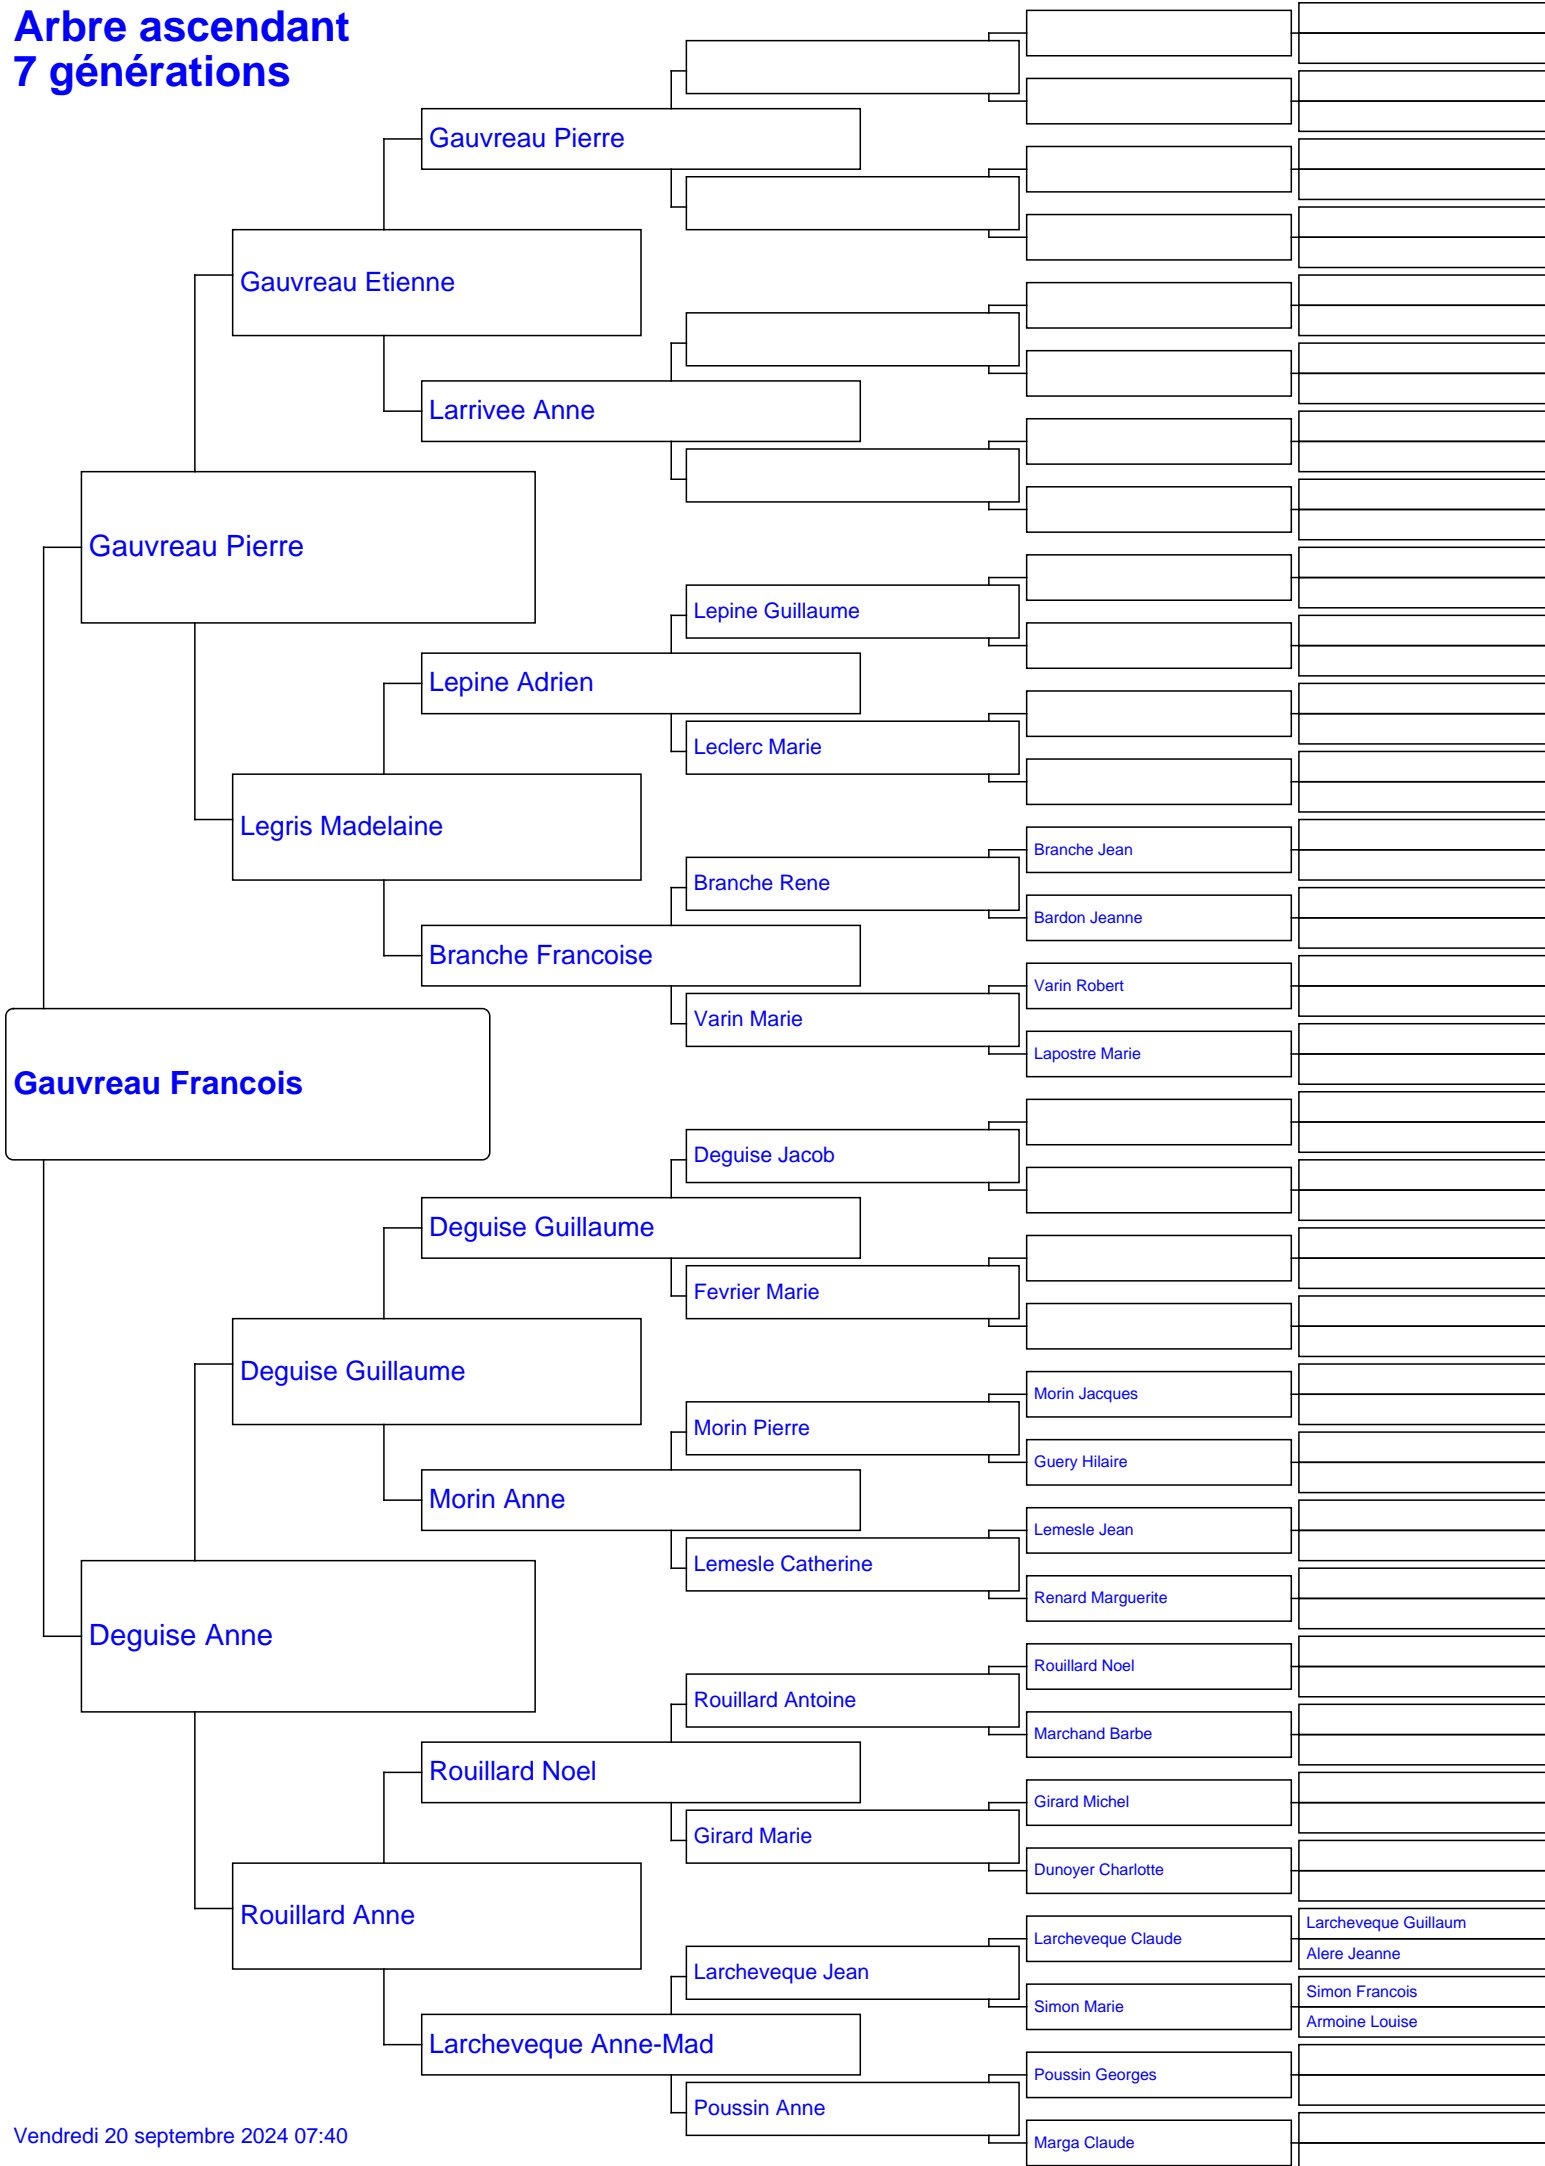 Arbre ascendant
7 générations
Gauvreau Pierre
Gauvreau Etienne
Larrivee Anne
Gauvreau Pierre
Lepine Guillaume
Lepine Adrien
Leclerc Marie
Legris Madelaine
Branche Jean
Branche Rene
Bardon Jeanne
Branche Francoise
Varin Robert
Varin Marie
Lapostre Marie
Gauvreau Francois
Deguise Jacob
Deguise Guillaume
Fevrier Marie
Deguise Guillaume
Morin Jacques
Morin Pierre
Guery Hilaire
Morin Anne
Lemesle Jean
Lemesle Catherine
Renard Marguerite
Deguise Anne
Rouillard Noel
Rouillard Antoine
Marchand Barbe
Rouillard Noel
Girard Michel
Girard Marie
Dunoyer Charlotte
Rouillard Anne
Larcheveque Guillaum
Larcheveque Claude
Alere Jeanne
Larcheveque Jean
Simon Francois
Simon Marie
Armoine Louise
Larcheveque Anne-Mad
Poussin Georges
Poussin Anne
Marga Claude
Vendredi 20 septembre 2024 07:40